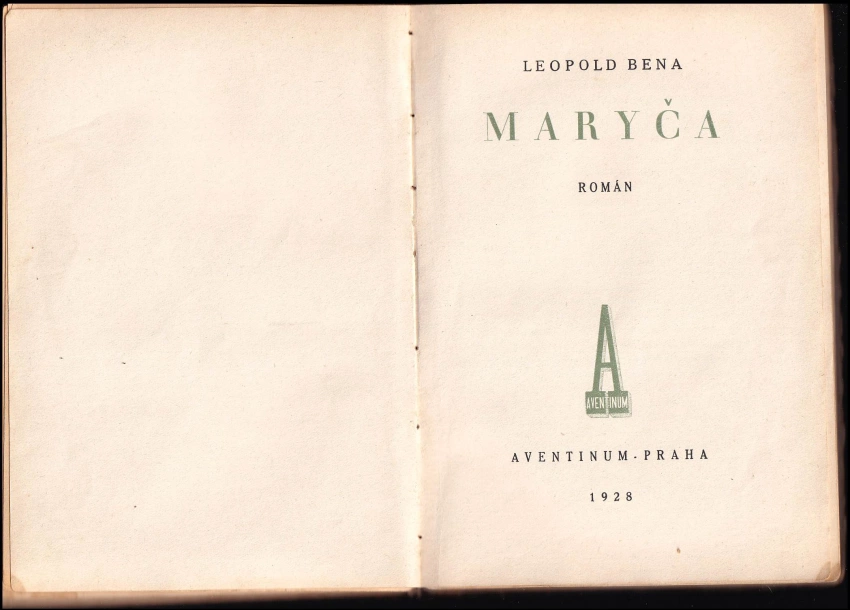 LEOPOLD BENA
MARYČA
ROMÁN
A
AVENTINUM
AVENTINUM-PRAHA
1928